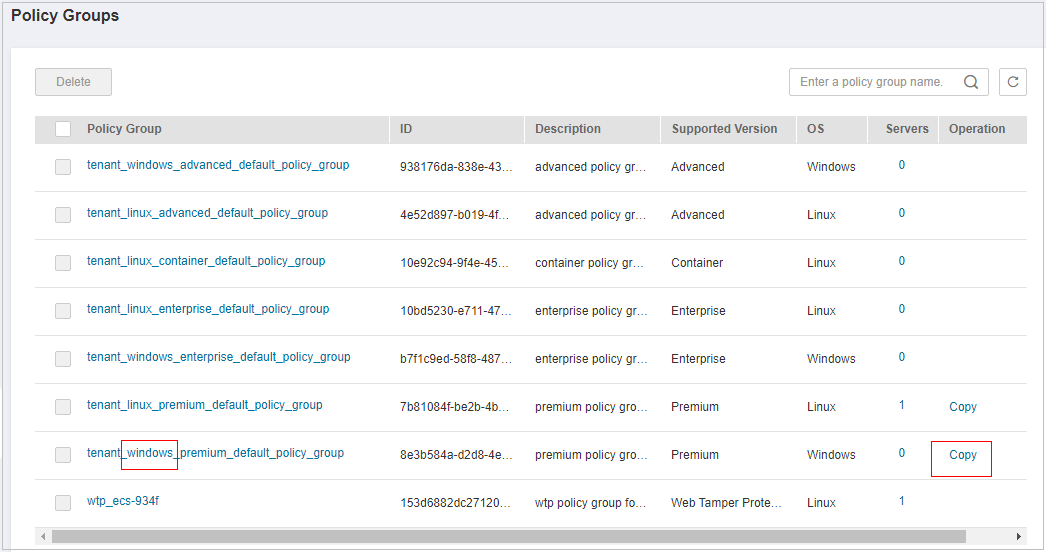 Policy Groups
Delete
Enter a policy group name.
Policy Group ID Description Supported Version OS Servers Operation
tenant_windows_advanced_default_policy_group 938176da-838e-43... advanced policy gr... Advanced Windows 0
tenant_linux_advanced_default_policy_group 4e52d897-b019-4f... advanced policy gr... Advanced Linux 0
tenant_linux_container_default_policy_group 10e92c94-9f4e-45... container policy gr... Container Linux 0
tenant_linux_enterprise_default_policy_group 10bd5230-e711-47... enterprise policy gr... Enterprise Linux 0
tenant_windows_enterprise_default_policy_group b7f1c9ed-58f8-487... enterprise policy gr... Enterprise Windows 0
tenant_linux_premium_default_policy_group 7b81084f-be2b-4b... premium policy gro... Premium Linux 1 Copy
tenant_windows_premium_default_policy_group 8e3b584a-d2d8-4e... premium policy gro... Premium Windows 0 Copy
wtp_ecs-934f 153d6882dc27120... wtp policy group fo... Web Tamper Prote... Linux 1